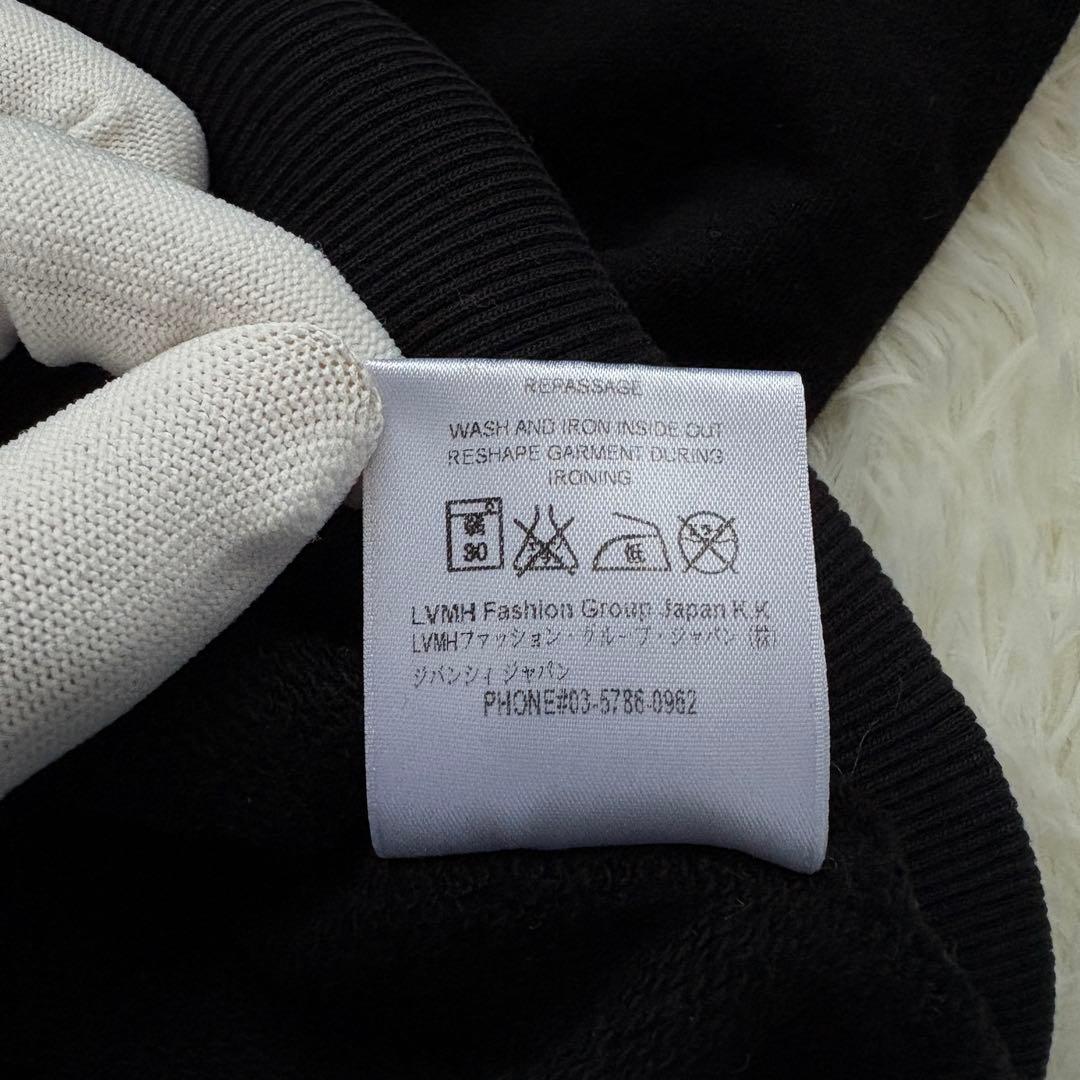 REPASSAGE
WASH AND IRON INSIDE OUT
RESHAPE GARMENT DURING
IRONING
30 低
LVMH Fashion Group Japan K.K.
LVMHファッション・グループ・ジャパン (株)
ジバンシィ ジャパン
PHONE#03-5786-0962